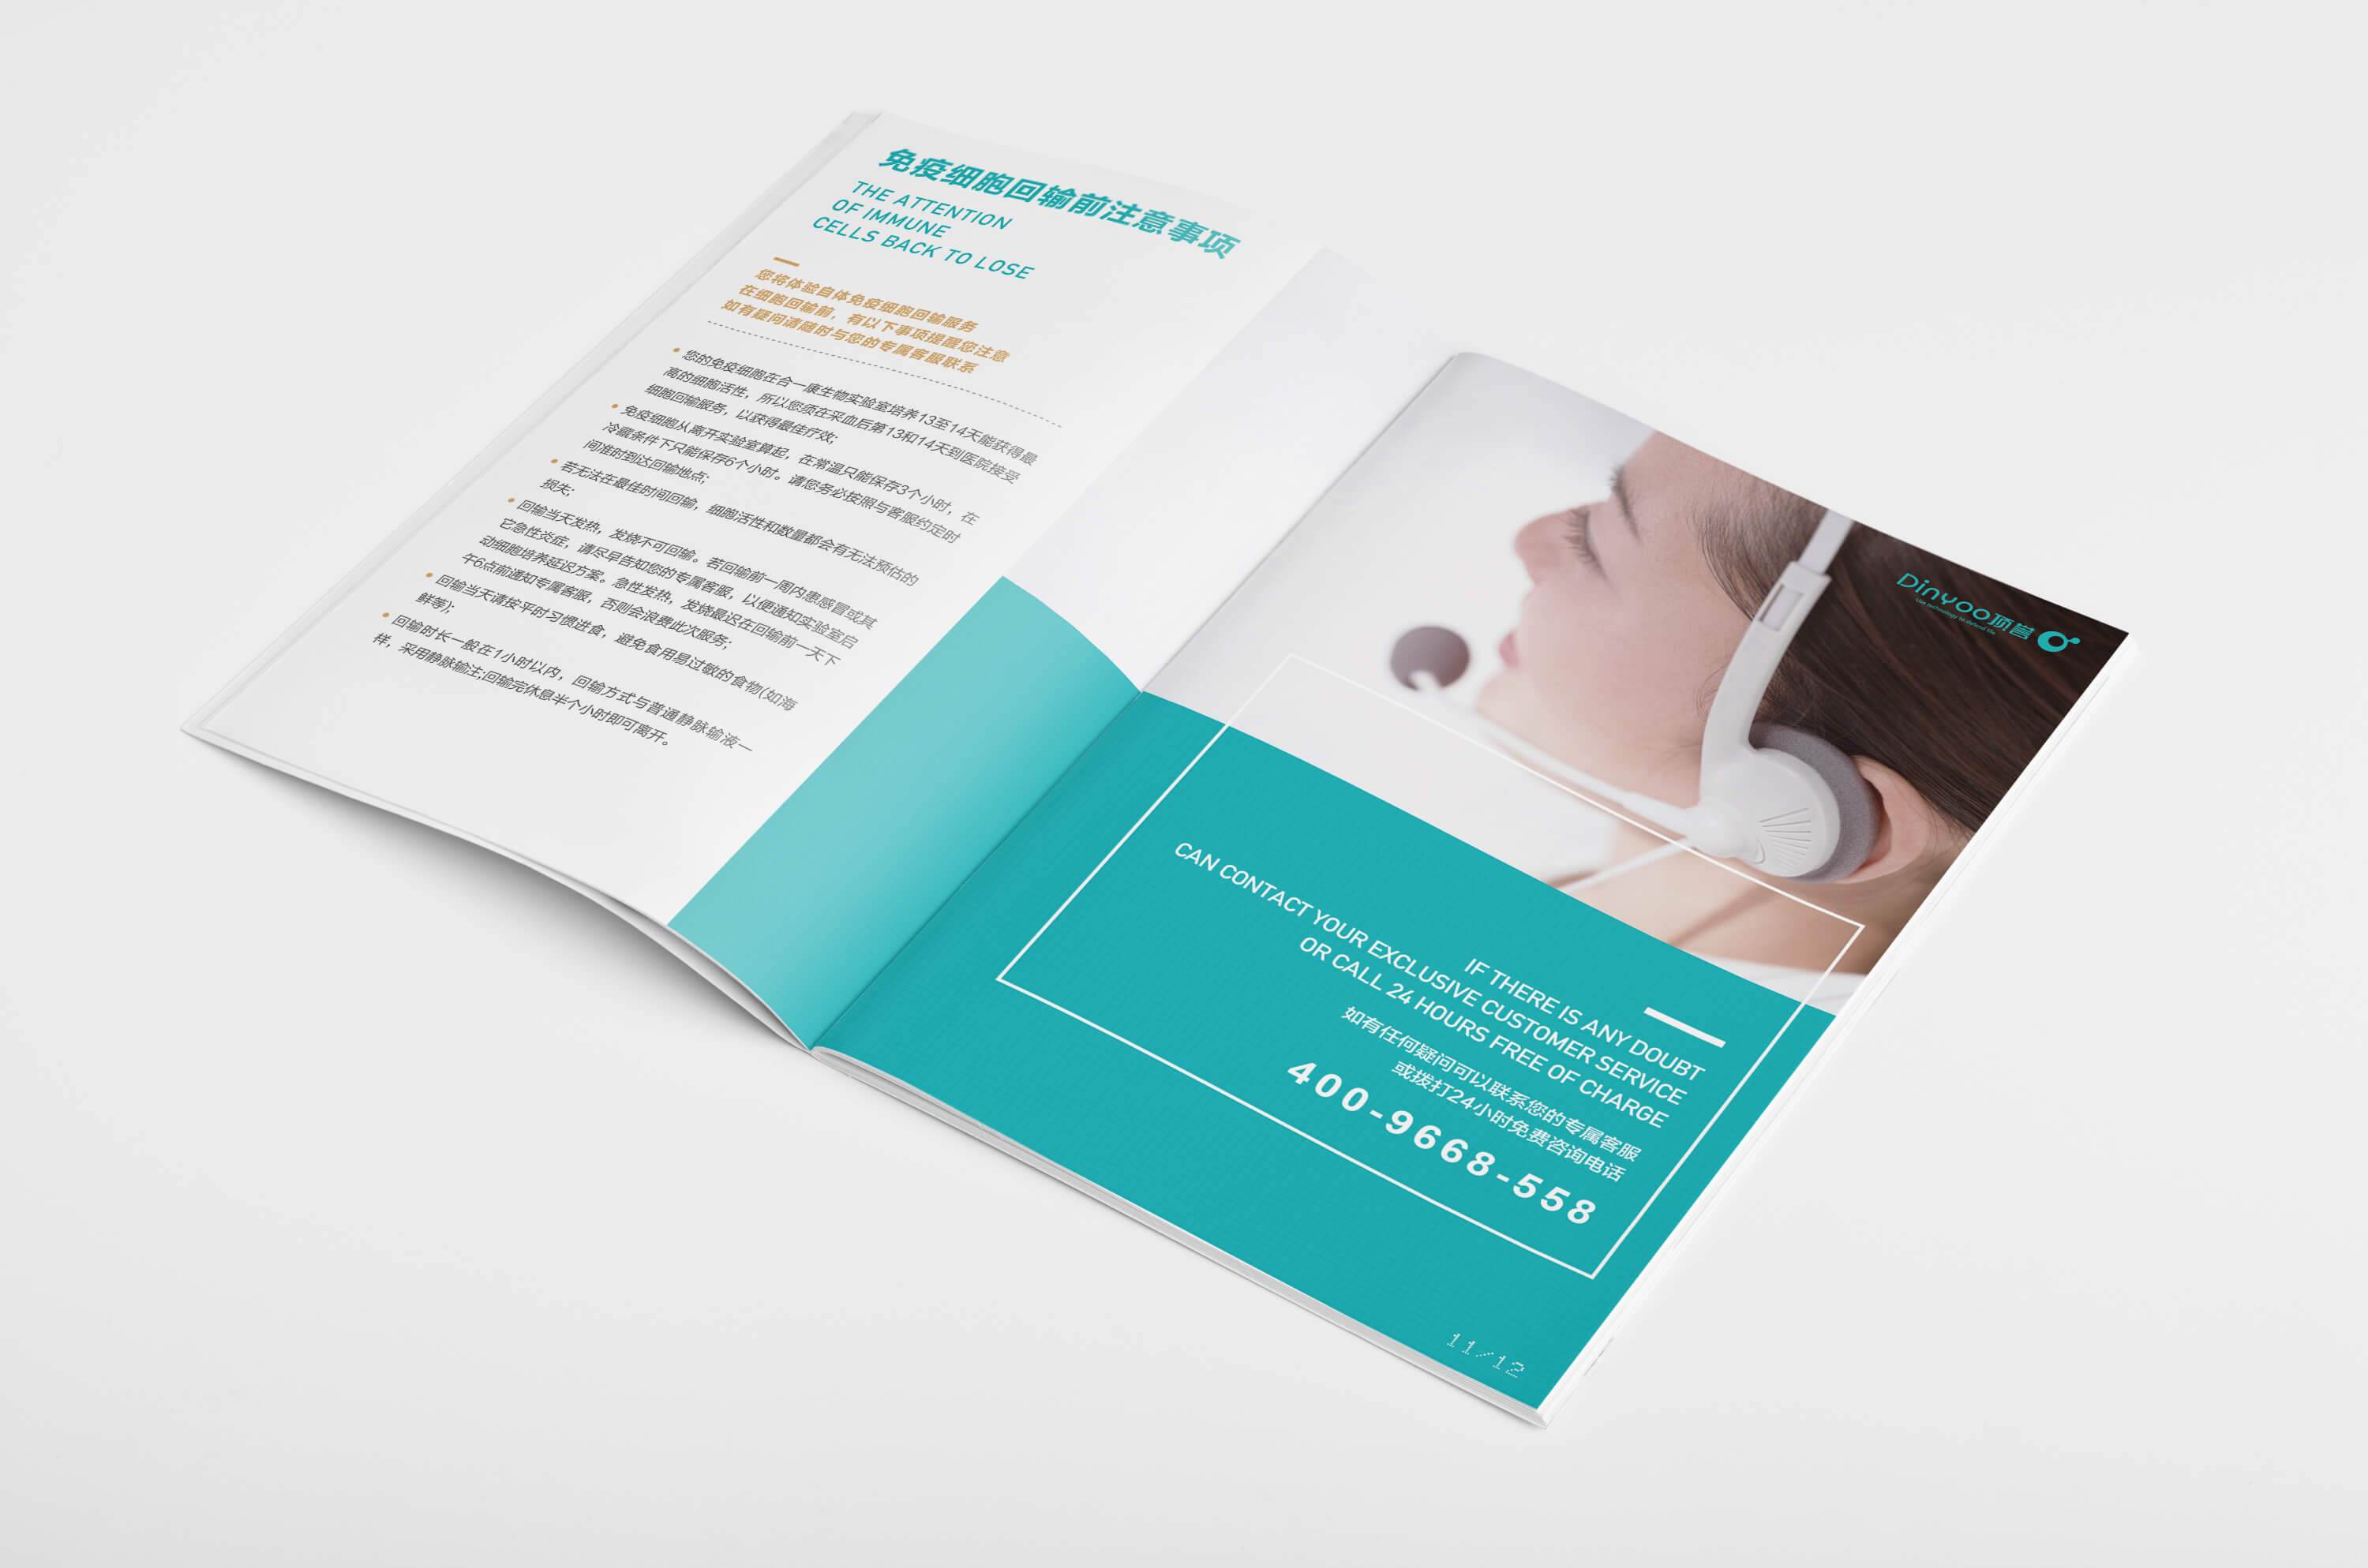 免疫细胞回输前注意事项
THE ATTENTION
OF IMMUNE
CELLS BACK TO LOSE
您将体验自体免疫细胞回输服务
在细胞回输前，有以下事项提醒您注意
如有疑问请随时与您的专属客服联系
• 您的免疫细胞在合一康生物实验室培养13至14天能获得最
高的细胞活性，所以您须在采血后第13和14天到医院接受
细胞回输服务，以获得最佳疗效;
• 免疫细胞从离开实验室算起，在常温只能保存3个小时，在
冷藏条件下只能保存6个小时。请您务必按照与客服约定时
间准时到达回输地点;
• 若无法在最佳时间回输，细胞活性和数量都会有无法预估的
损失;
• 回输当天发热，发烧不可回输。若回输前一周内患感冒或其
它急性炎症，请尽早告知您的专属客服，以便通知实验室启
动细胞培养延迟方案。急性发热，发烧最迟在回输前一天下
午6点前通知专属客服，否则会浪费此次服务;
• 回输当天请按平时习惯进食，避免食用易过敏的食物(如海
鲜等);
• 回输时长一般在1小时以内，回输方式与普通静脉输液一
样，采用静脉输注;回输完休息半个小时即可离开。
Dinyoo顶誉
Use technology to defend life
IF THERE IS ANY DOUBT
CAN CONTACT YOUR EXCLUSIVE CUSTOMER SERVICE
OR CALL 24 HOURS FREE OF CHARGE
如有任何疑问可以联系您的专属客服
或拨打24小时免费咨询电话
400-9668-558
11/12